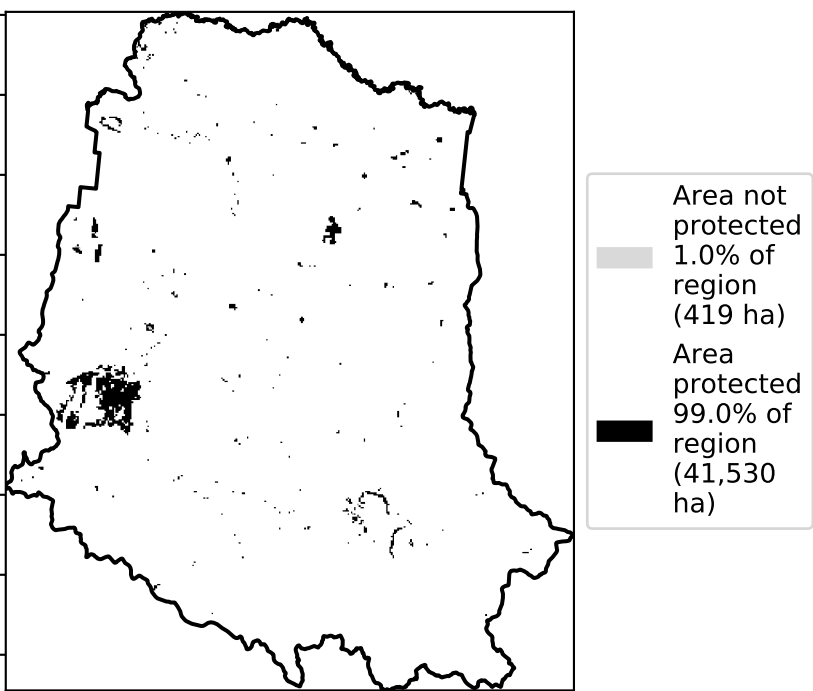 Area not
protected
1.0% of
region
(419 ha)
Area
protected
99.0% of
region
(41,530
ha)